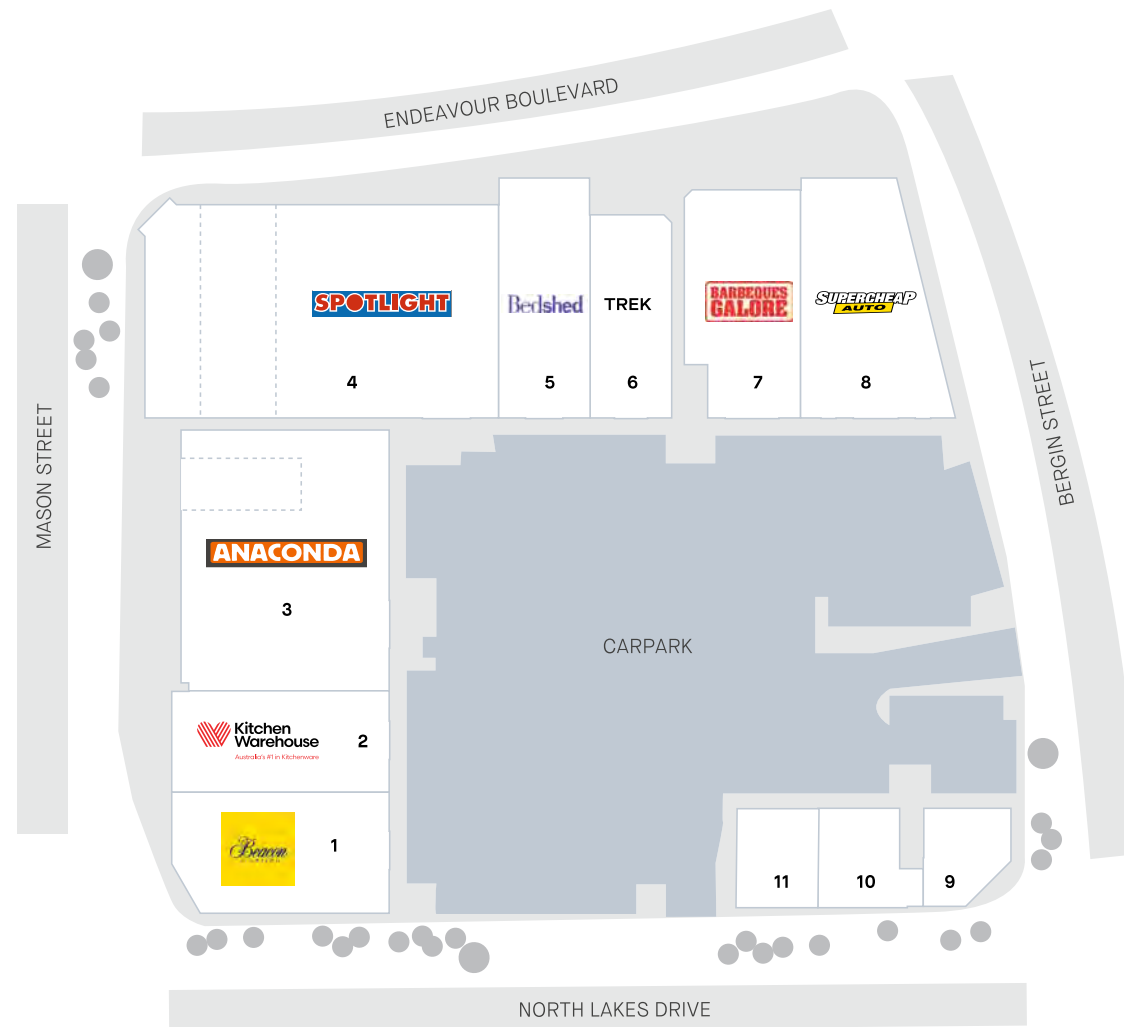 ENDEAVOUR BOULEVARD
MASON STREET
BERGIN STREET
SPOTLIGHT
4
Bedshed
5
TREK
6
BARBEQUES
GALORE
7
SUPERCHEAP
AUTO
8
ANACONDA
3
CARPARK
Kitchen
Warehouse
Australia's #1 in Kitchenware
2
Beacon
1
11
10
9
NORTH LAKES DRIVE